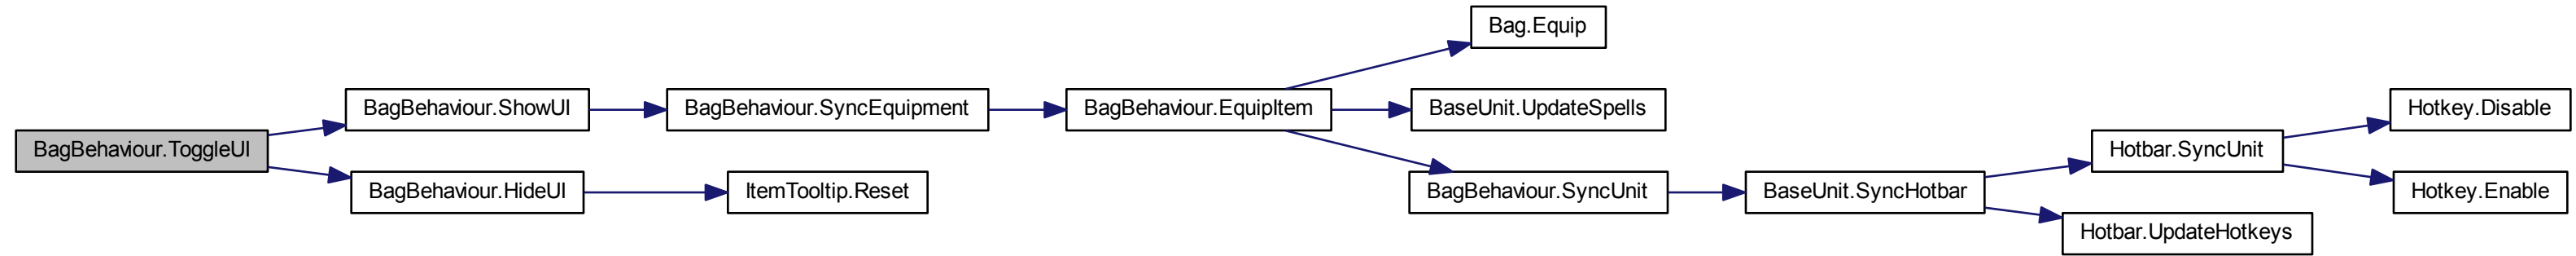 BagBehaviour.ToggleUI
BagBehaviour.ShowUI
BagBehaviour.SyncEquipment
BagBehaviour.EquipItem
Bag.Equip
BaseUnit.UpdateSpells
BagBehaviour.SyncUnit
BaseUnit.SyncHotbar
Hotbar.SyncUnit
Hotkey.Disable
Hotkey.Enable
Hotbar.UpdateHotkeys
BagBehaviour.HideUI
ItemTooltip.Reset